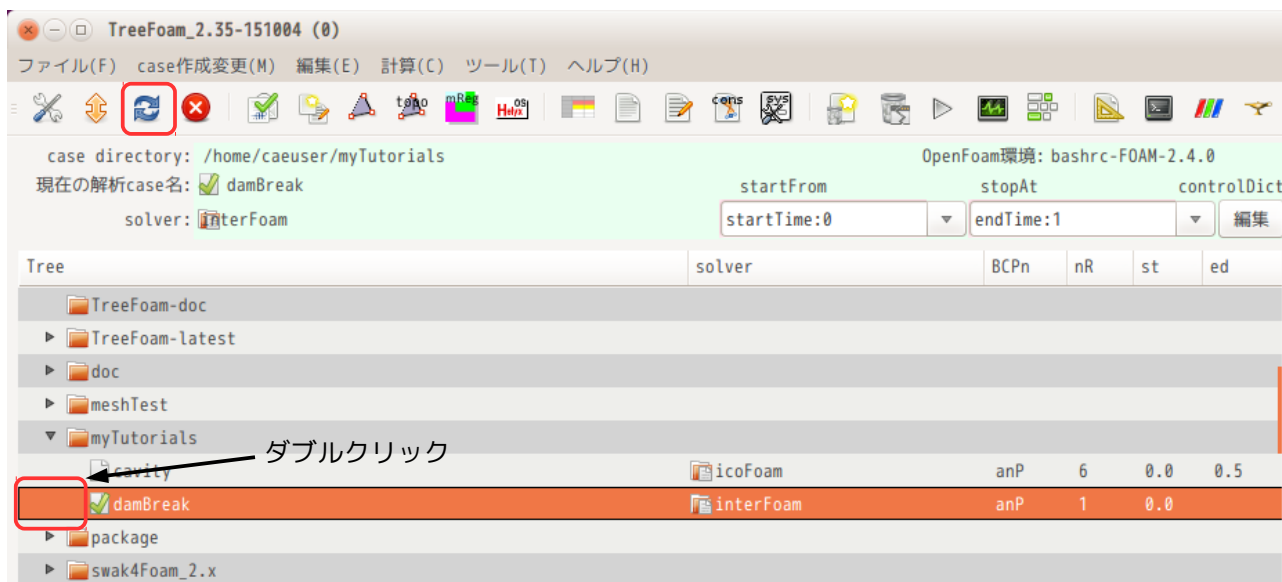 TreeFoam_2.35-151004 (0)
ファイル(F) case作成変更(M) 編集(E) 計算(C) ツール(T) ヘルプ(H)
topo mReg Helyx OS cons SYS
case directory: /home/caeuser/myTutorials OpenFoam環境: bashrc-FOAM-2.4.0
現在の解析case名: damBreak startFrom stopAt controlDict
solver: interFoam startTime:0 endTime:1 編集
Tree solver BCPn nR st ed
TreeFoam-doc
TreeFoam-latest
doc
meshTest
myTutorials
ダブルクリック
cavity icoFoam anP 6 0.0 0.5
damBreak interFoam anP 1 0.0
package
swak4Foam_2.x